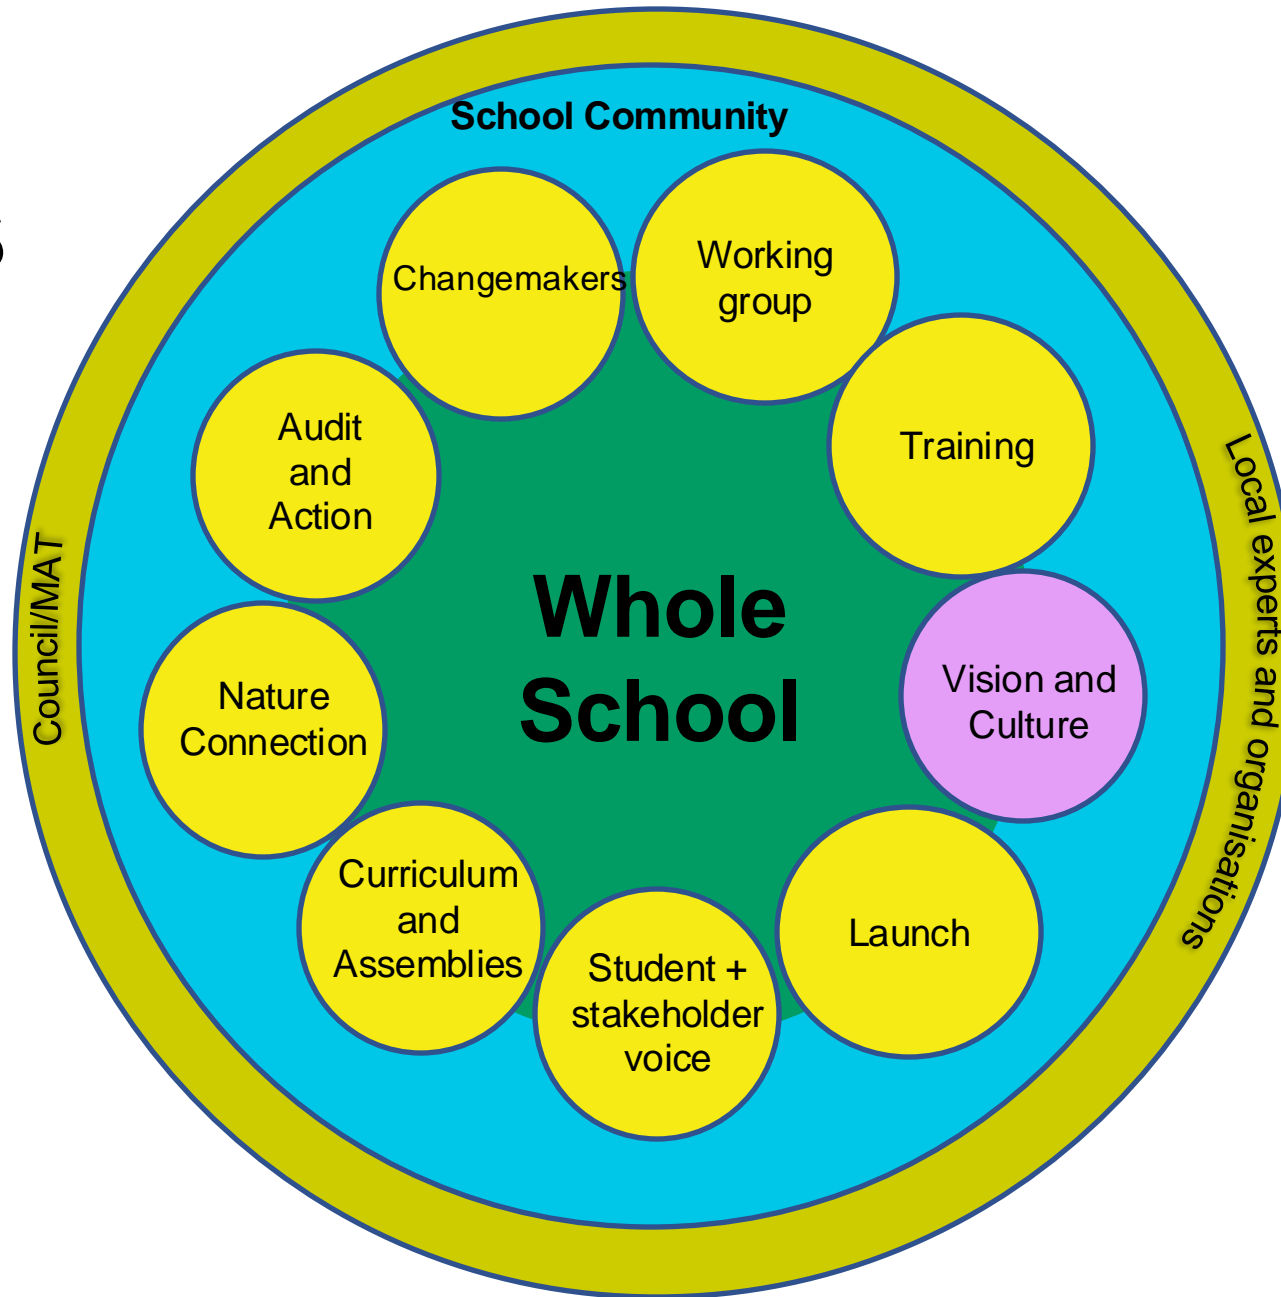 School Community
Changemakers
Working
group
Training
Vision and
Culture
Launch
Student +
stakeholder
voice
Curriculum
and
Assemblies
Nature
Connection
Audit
and
Action
Whole
School
Council/MAT
Local experts and organisations